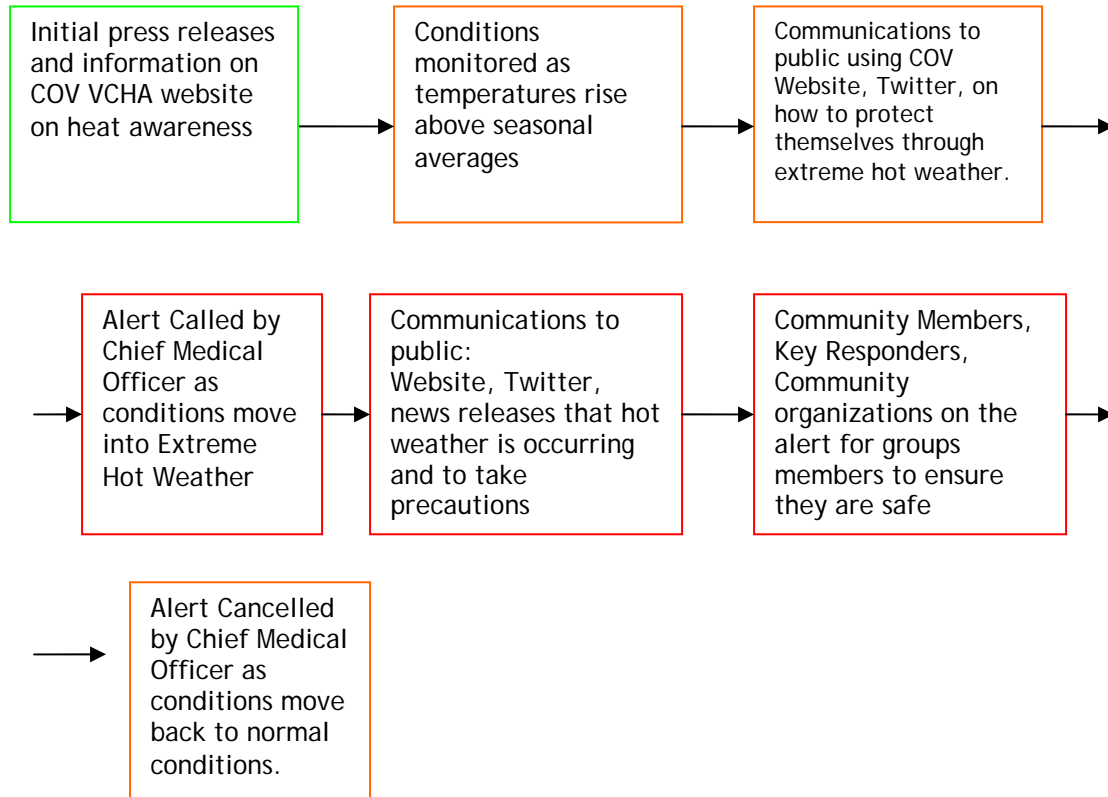 Initial press releases
and information on
COV VCHA website
on heat awareness
Conditions
monitored as
temperatures rise
above seasonal
averages
Communications to
public using COV
Website, Twitter, on
how to protect
themselves through
extreme hot weather.
Alert Called by
Chief Medical
Officer as
conditions move
into Extreme
Hot Weather
Communications to
public:
Website, Twitter,
news releases that hot
weather is occurring
and to take
precautions
Community Members,
Key Responders,
Community
organizations on the
alert for groups
members to ensure
they are safe
Alert Cancelled
by Chief Medical
Officer as
conditions move
back to normal
conditions.